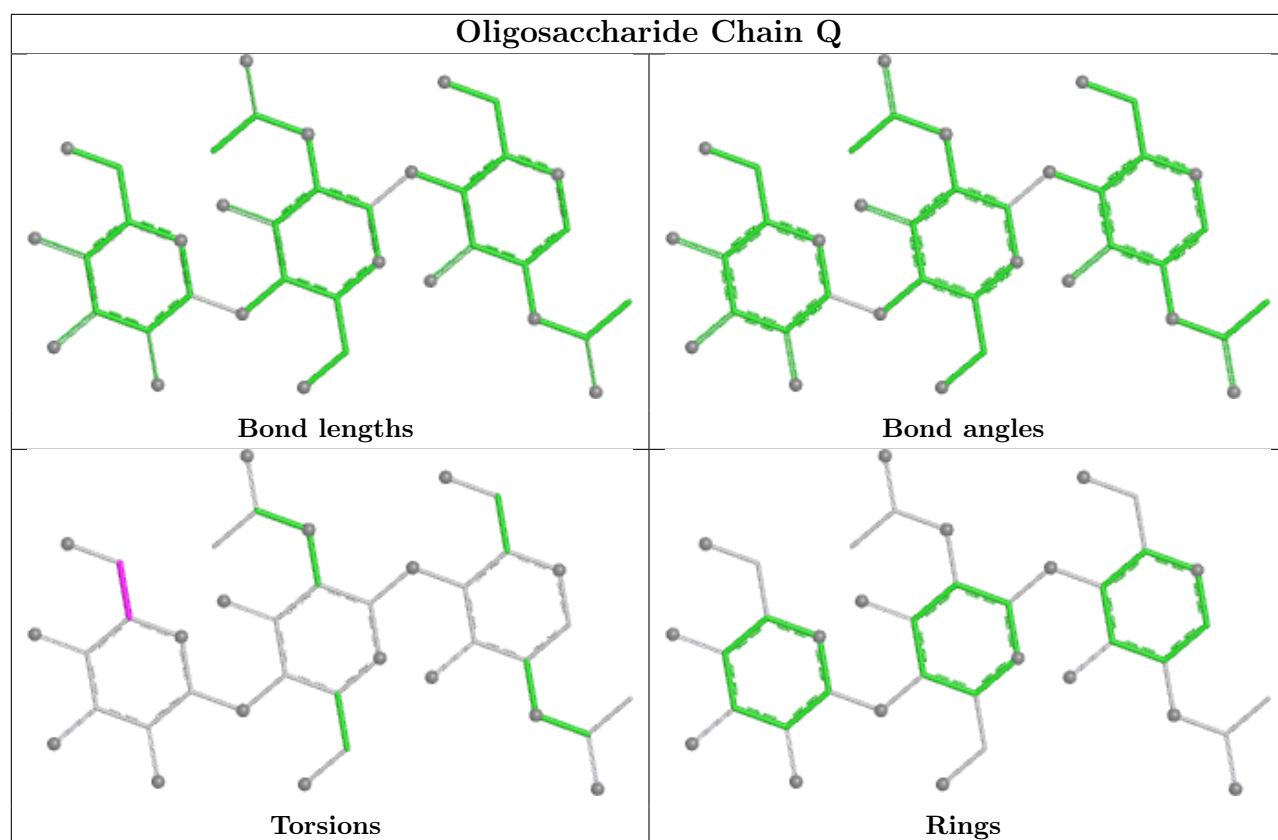 Oligosaccharide Chain Q
Bond lengths
Bond angles
Torsions
Rings